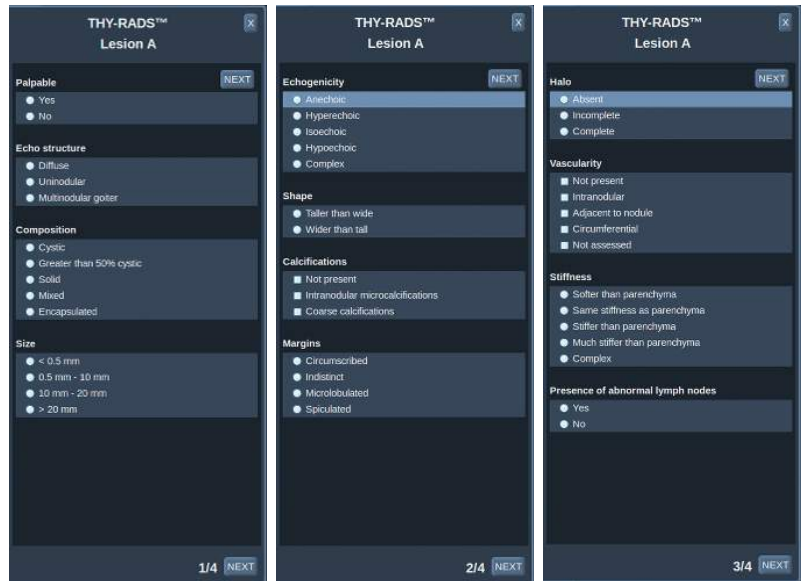 THY-RADS™
X
Lesion A
Palpable
NEXT
Yes
No
Echo structure
Diffuse
Uninodular
Multinodular goiter
Composition
Cystic
Greater than 50% cystic
Solid
Mixed
Encapsulated
Size
< 0.5 mm
0.5 mm - 10 mm
10 mm - 20 mm
> 20 mm
1/4 NEXT
THY-RADS™
X
Lesion A
Echogenicity
NEXT
Anechoic
Hyperechoic
Isoechoic
Hypoechoic
Complex
Shape
Taller than wide
Wider than tall
Calcifications
Not present
Intranodular microcalcifications
Coarse calcifications
Margins
Circumscribed
Indistinct
Microlobulated
Spiculated
2/4 NEXT
THY-RADS™
X
Lesion A
Halo
NEXT
Absent
Incomplete
Complete
Vascularity
Not present
Intranodular
Adjacent to nodule
Circumferential
Not assessed
Stiffness
Softer than parenchyma
Same stiffness as parenchyma
Stiffer than parenchyma
Much stiffer than parenchyma
Complex
Presence of abnormal lymph nodes
Yes
No
3/4 NEXT